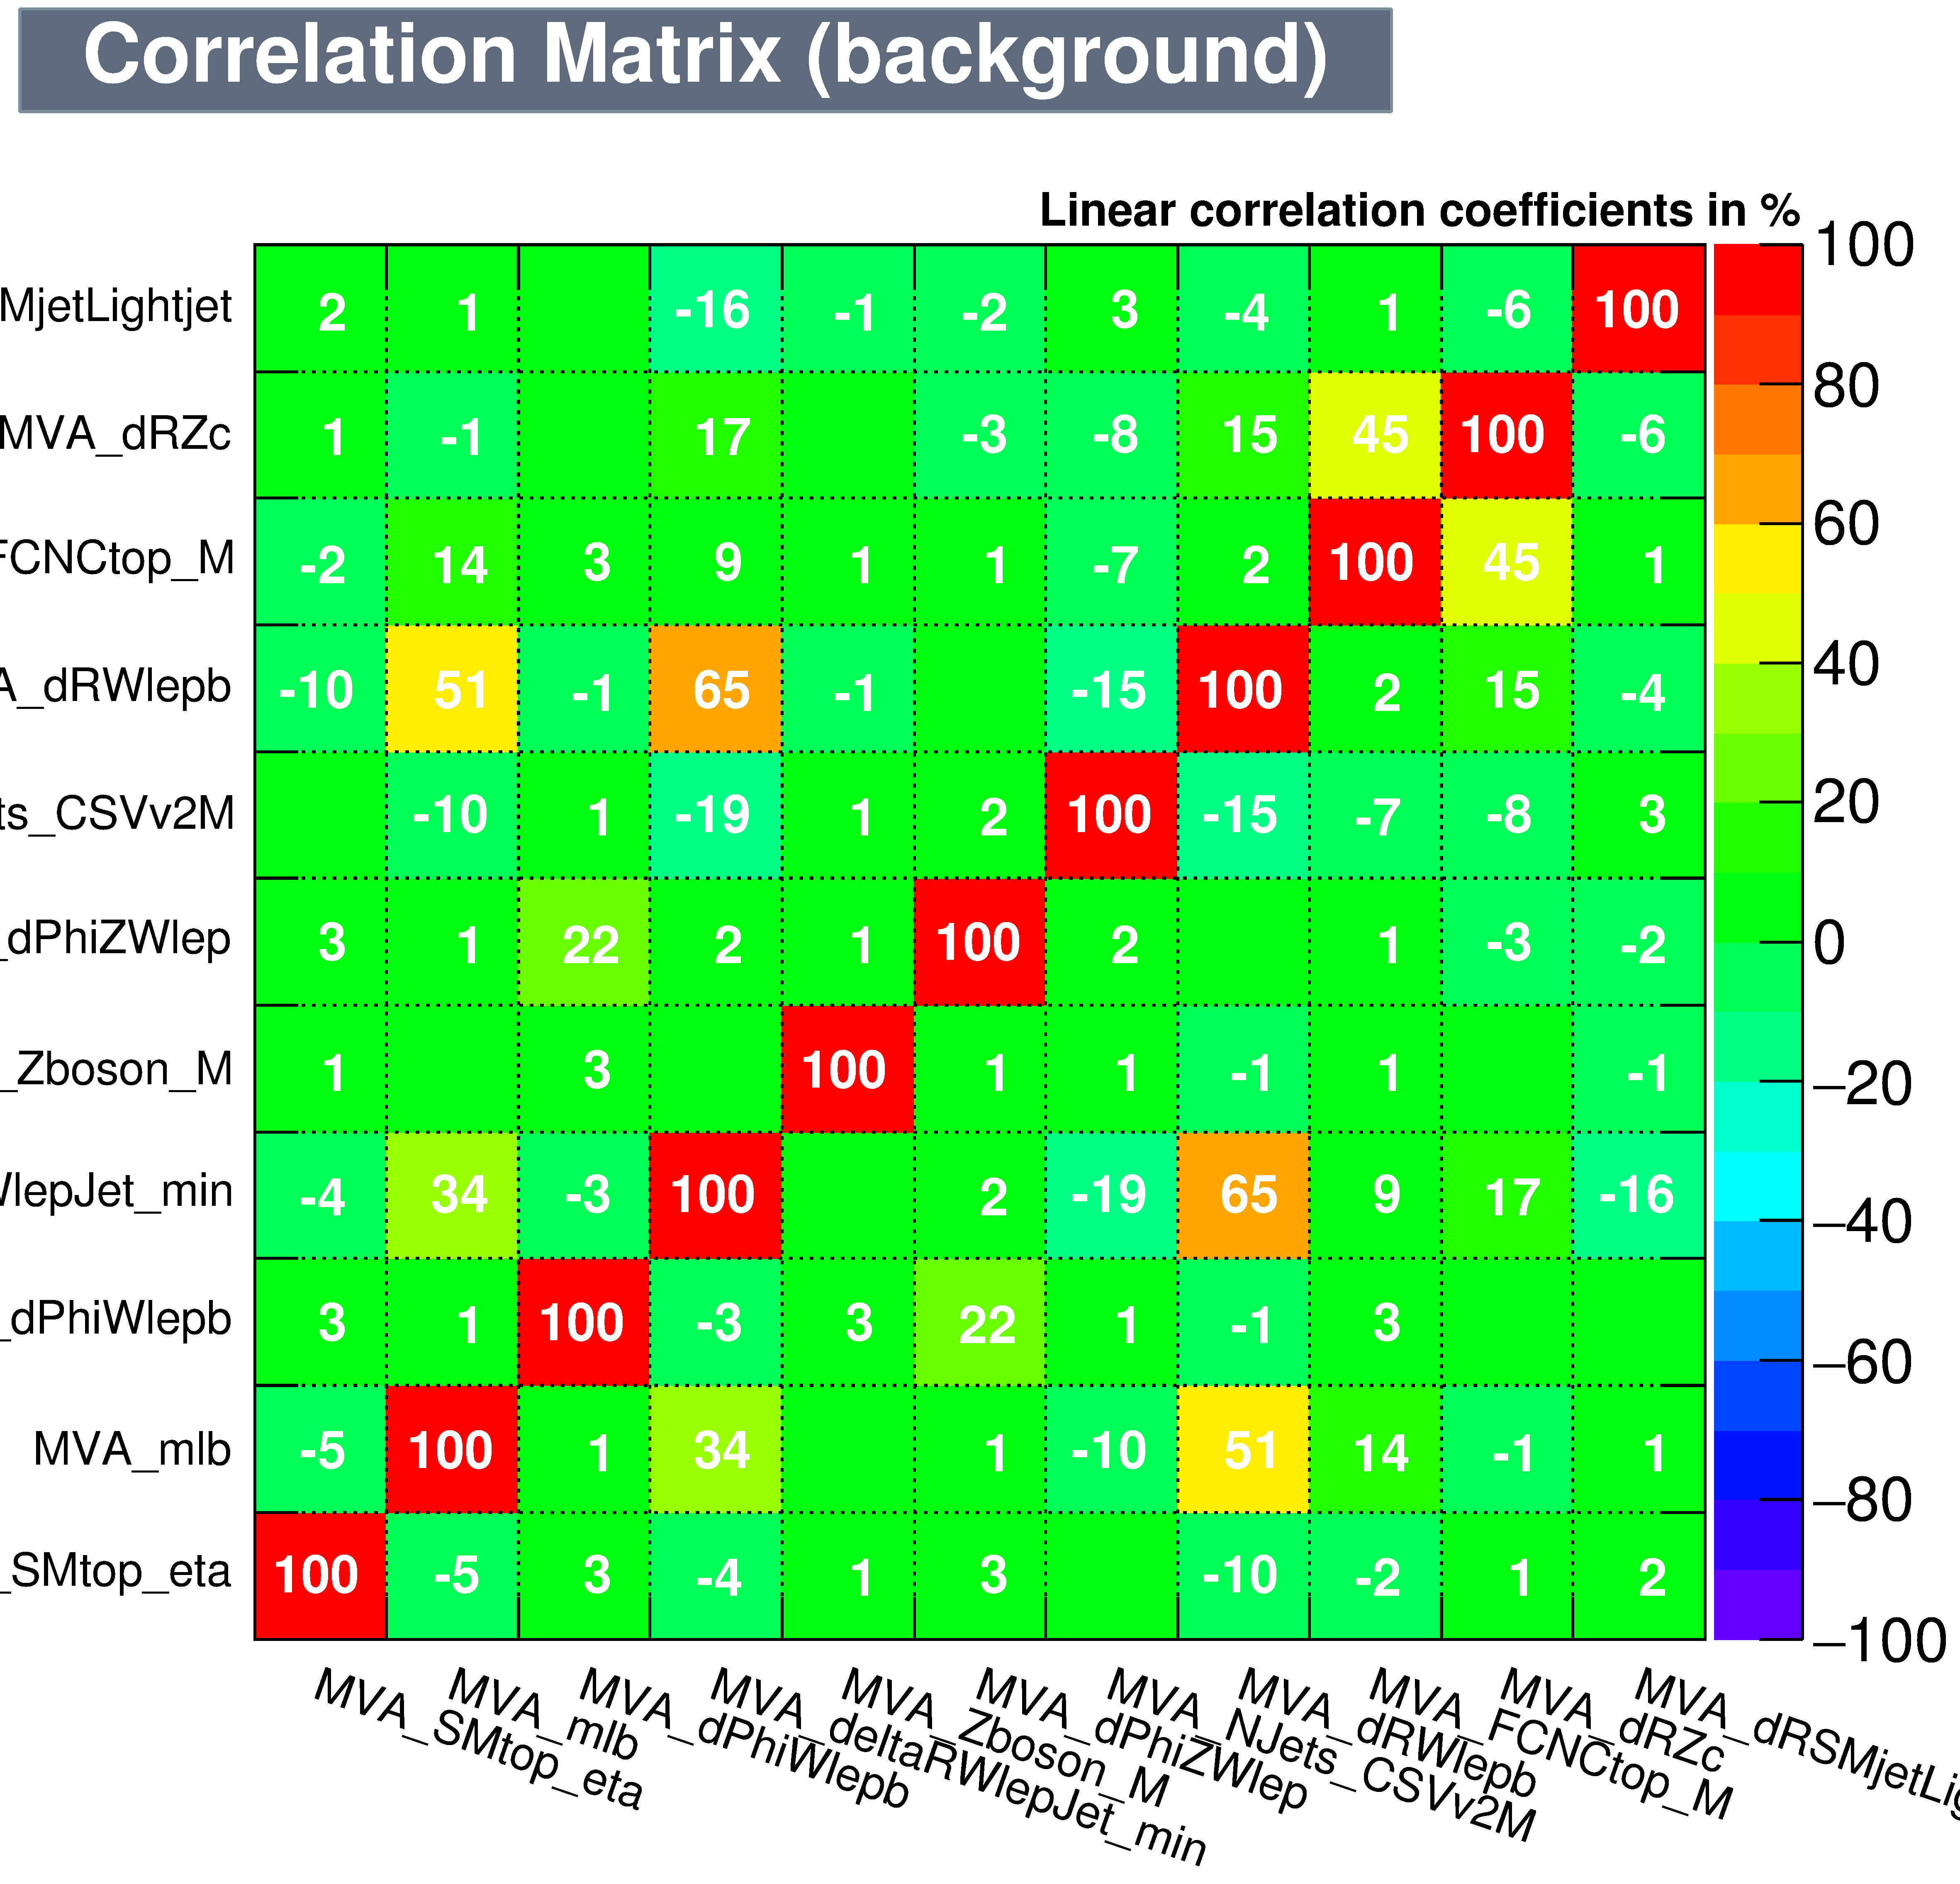 Correlation Matrix (background)
Linear correlation coefficients in %
100
MjetLightjet 2 1 -16 -1 -2 3 -4 1 -6 100
80
MVA_dRZc 1 -1 17 -3 -8 15 45 100 -6
60
FCNCtop_M -2 14 3 9 1 1 -7 2 100 45 1
40
A_dRWlepb -10 51 -1 65 -1 -15 100 2 15 -4
20
ts_CSVv2M -10 1 -19 1 2 100 -15 -7 -8 3
_dPhiZWlep 3 1 22 2 1 100 2 1 -3 -2
0
_Zboson_M 1 3 100 1 1 -1 1 -1
−20
WlepJet_min -4 34 -3 100 2 -19 65 9 17 -16
−40
_dPhiWlepb 3 1 100 -3 3 22 1 -1 3
−60
MVA_mlb -5 100 1 34 1 -10 51 14 -1 1
−80
_SMtop_eta 100 -5 3 -4 1 3 -10 -2 1 2
−100
MVA_SMtop_eta
MVA_mlb
MVA_dPhiWlepb
MVA_deltaRWlepJet_min
MVA_Zboson_M
MVA_dPhiZWlep
MVA_NJets_CSVv2M
MVA_dRWlepb
MVA_FCNCtop_M
MVA_dRZc
MVA_dRSMjetLig